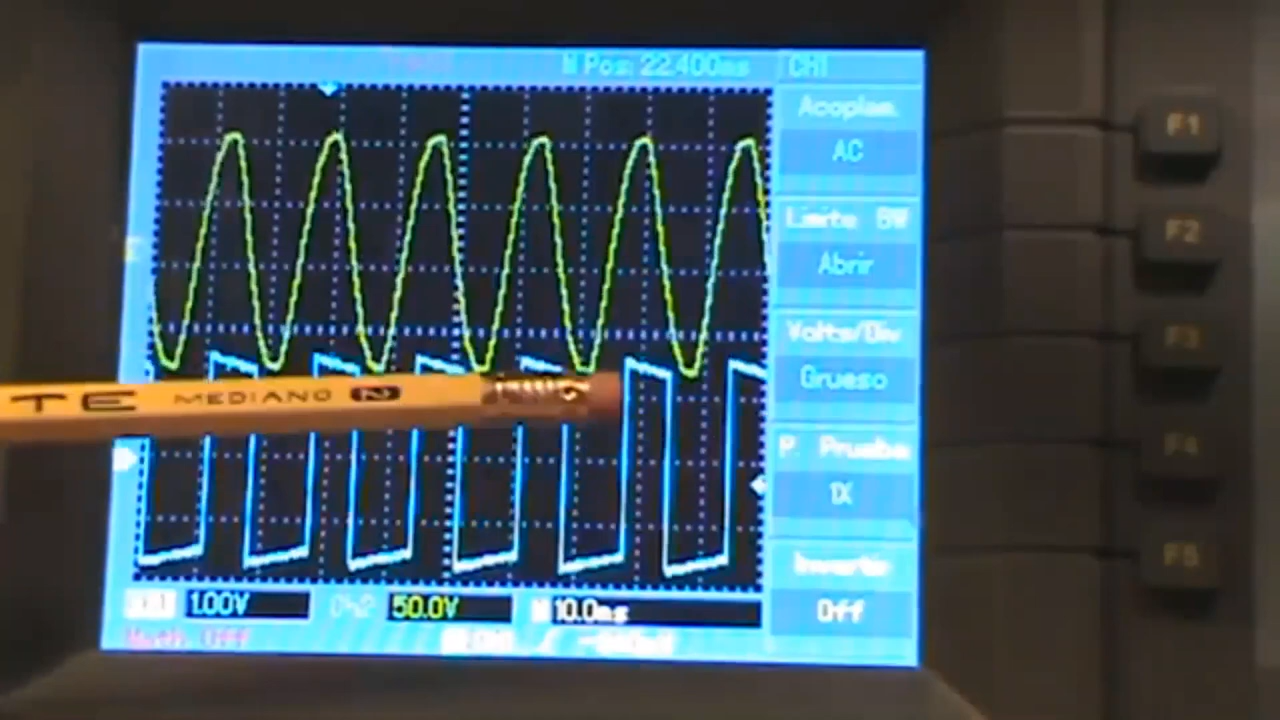 M Pos: 22.400ms
CH1
Acoplam.
AC
Limite BW
Abrir
Volts/Div
Grueso
P. Prueba
1X
Invertir
Off
TE MEDIANO 2
1.00V
50.0V
M 10.0ms
F1
F2
F3
F4
F5